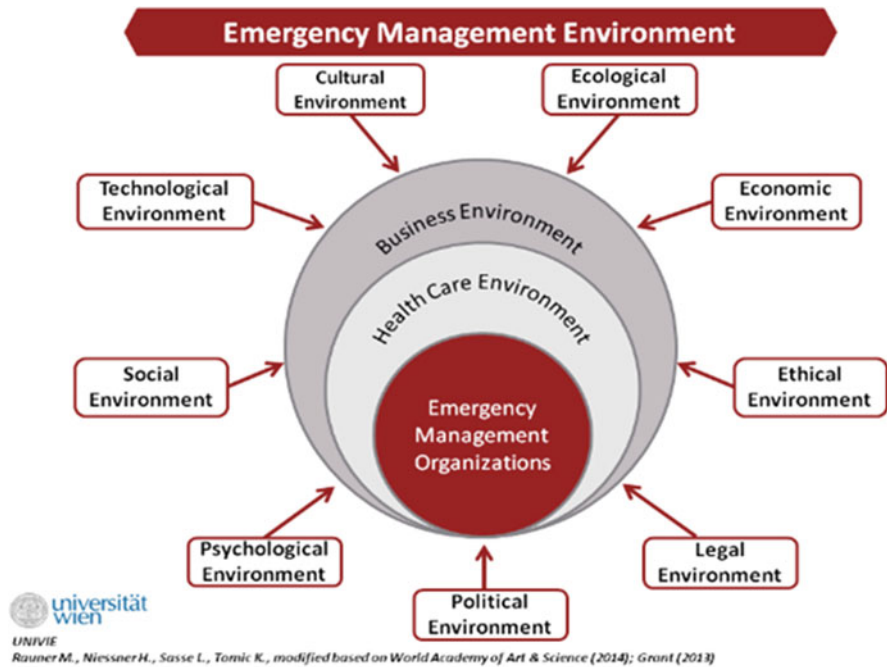 Emergency Management Environment
Cultural
Environment
Ecological
Environment
Technological
Environment
Economic
Environment
Business Environment
Health Care Environment
Social
Environment
Ethical
Environment
Emergency
Management
Organizations
Psychological
Environment
Legal
Environment
Political
Environment
universität
wien
UNIVIE
Rauner M., Niessner H., Sasse L., Tomic K., modified based on World Academy of Art & Science (2014); Grant (2013)